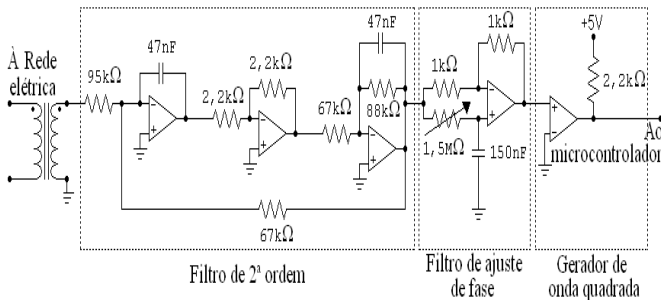 À Rede
elétrica
95kΩ
47nF
2,2kΩ
2,2kΩ
67kΩ
47nF
88kΩ
67kΩ
1kΩ
1kΩ
1,5MΩ
150nF
+5V
2,2kΩ
Ao
microcontrolador
Filtro de 2ª ordem
Filtro de ajuste
de fase
Gerador de
onda quadrada